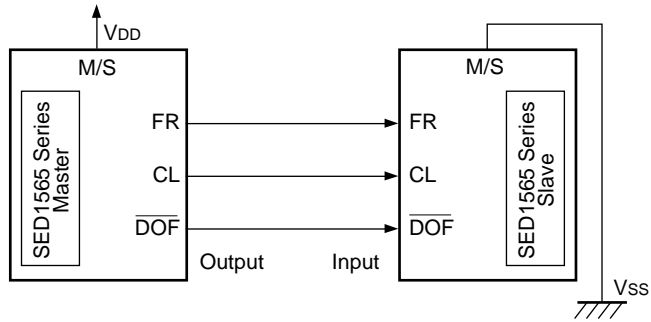 VDD
M/S
SED1565 Series
Master
FR
CL
DOF
Output
M/S
FR
CL
DOF
Input
SED1565 Series
Slave
VSS